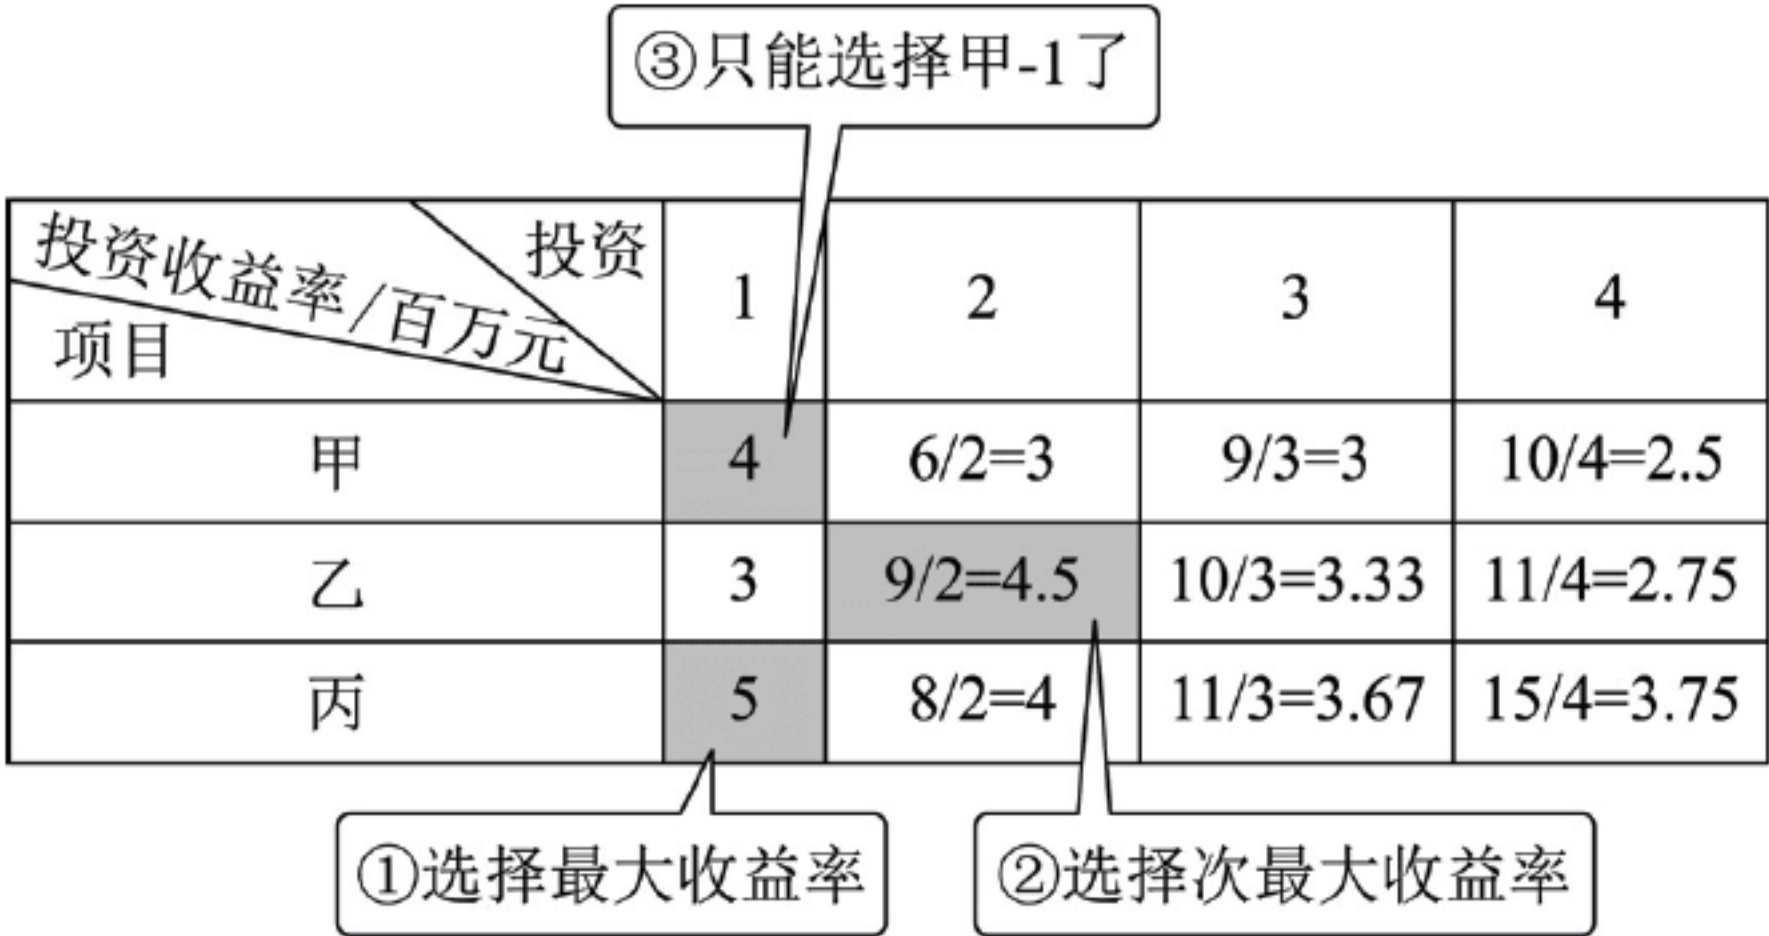 ③只能选择甲-1了
投资收益率/百万元
投资
项目
1
2
3
4
甲
4
6/2=3
9/3=3
10/4=2.5
乙
3
9/2=4.5
10/3=3.33
11/4=2.75
丙
5
8/2=4
11/3=3.67
15/4=3.75
①选择最大收益率
②选择次最大收益率